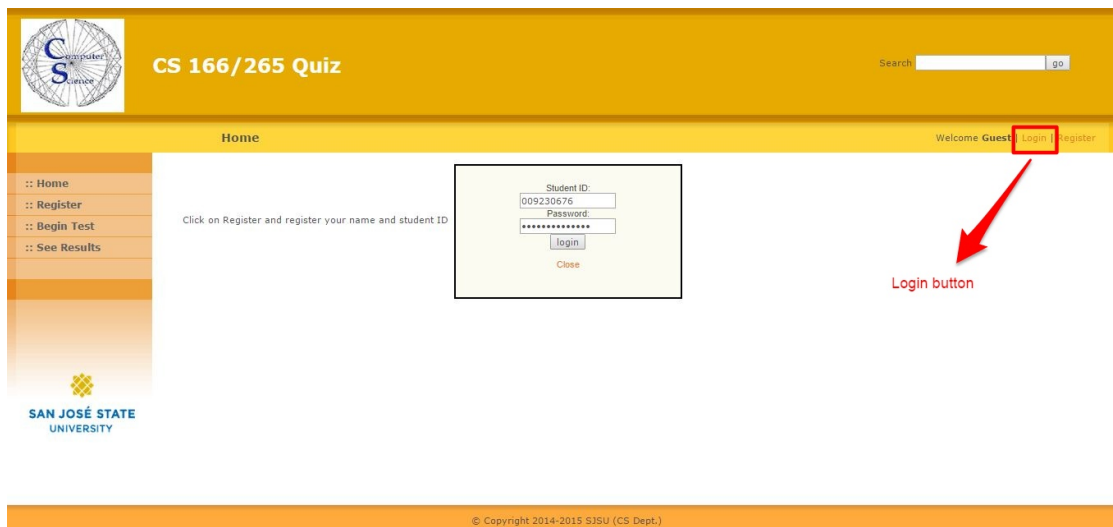 Computer
Science
CS 166/265 Quiz
Search
go
Home
Welcome Guest | Login | Register
:: Home
:: Register
:: Begin Test
:: See Results
Click on Register and register your name and student ID
Student ID:
009230676
Password:
••••••••••••••
login
Close
Login button
SAN JOSÉ STATE
UNIVERSITY
© Copyright 2014-2015 SJSU (CS Dept.)